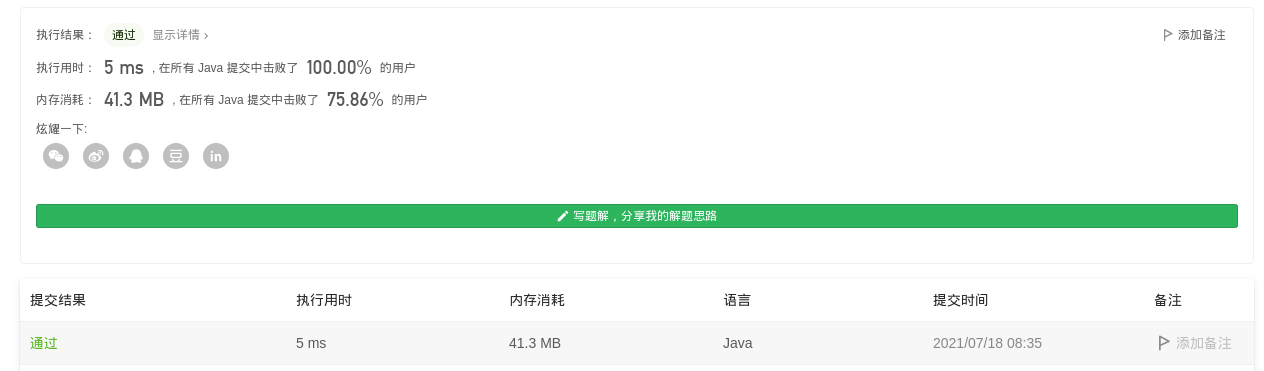 执行结果： 通过 显示详情 › 添加备注
执行用时： 5 ms , 在所有 Java 提交中击败了 100.00% 的用户
内存消耗： 41.3 MB , 在所有 Java 提交中击败了 75.86% 的用户
炫耀一下:
豆 in
写题解，分享我的解题思路
提交结果 执行用时 内存消耗 语言 提交时间 备注
通过 5 ms 41.3 MB Java 2021/07/18 08:35 添加备注